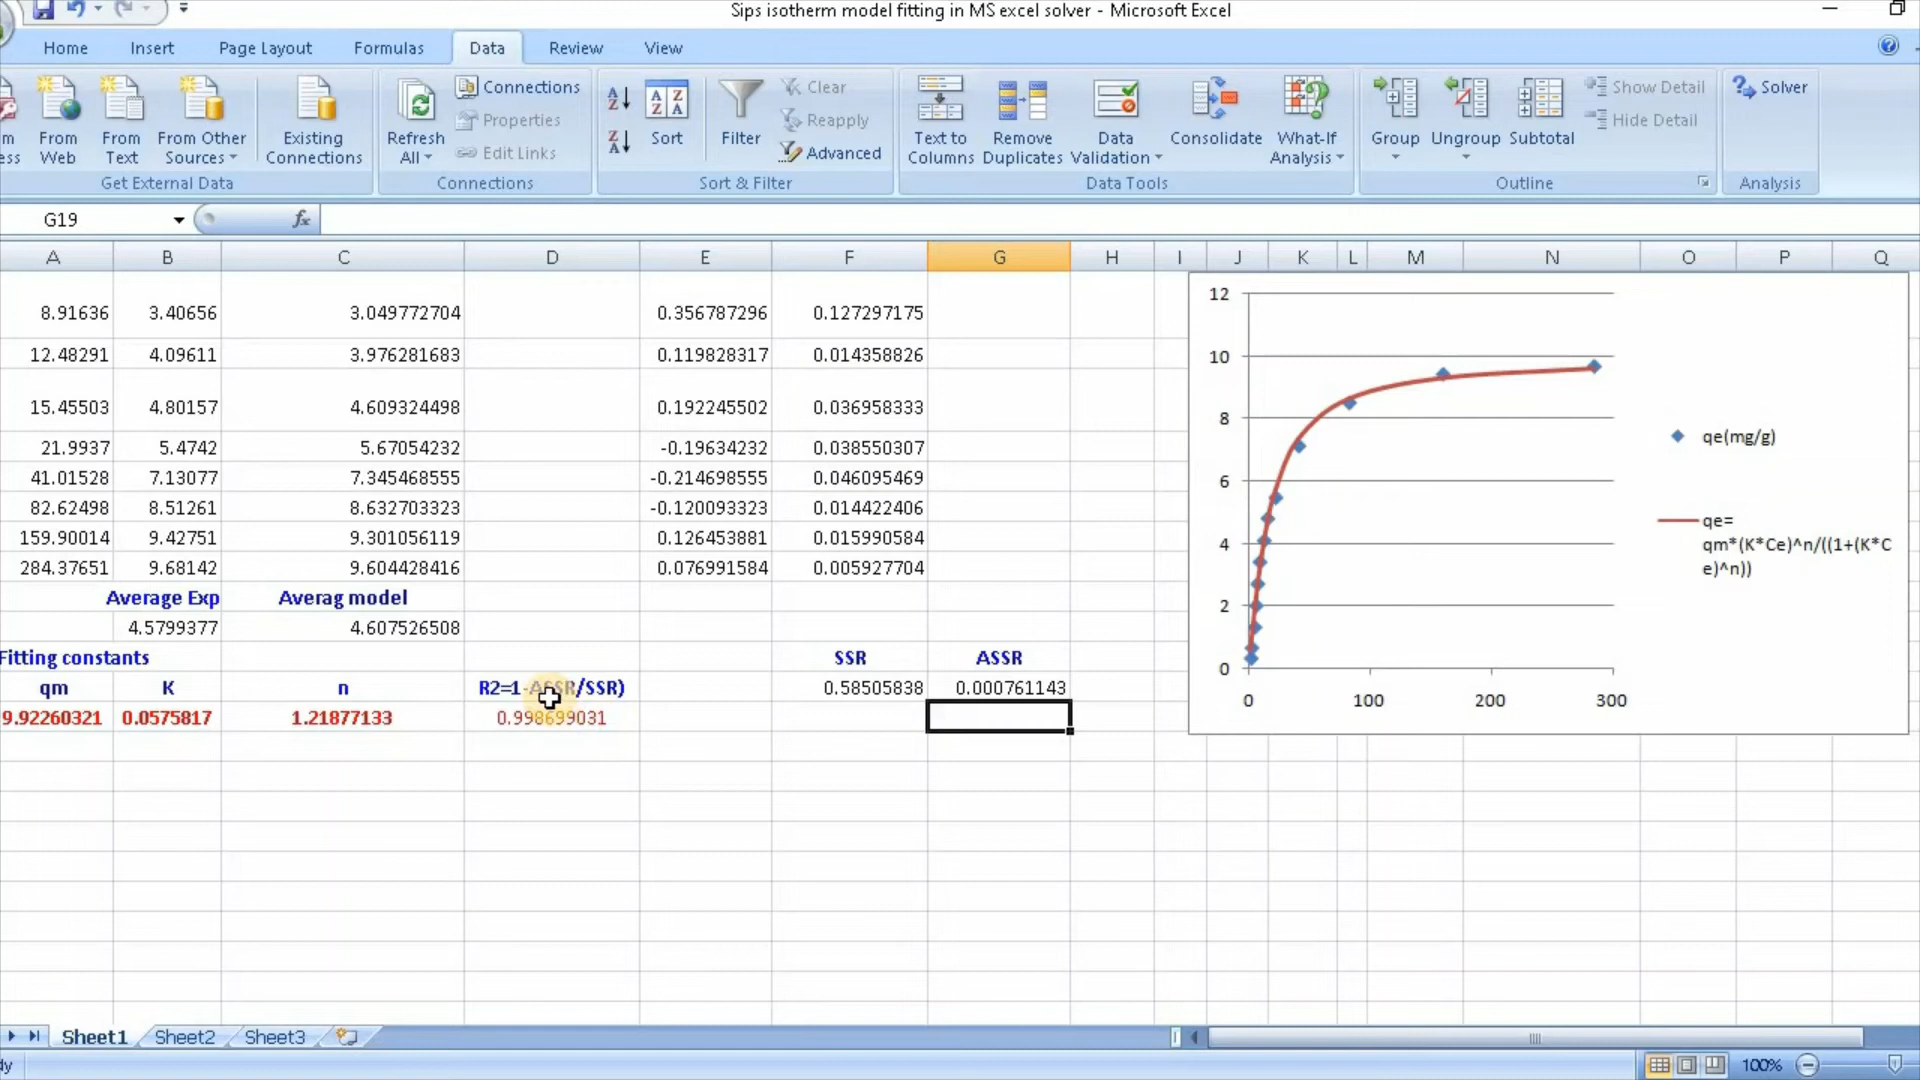 Sips isotherm model fitting in MS excel solver - Microsoft Excel
Home Insert Page Layout Formulas Data Review View
From Web
From Text
From Other Sources
Existing Connections
Get External Data
Refresh All
Connections
Properties
Edit Links
Connections
Sort
Filter
Clear
Reapply
Advanced
Sort & Filter
Text to Columns
Remove Duplicates
Data Validation
Consolidate
What-If Analysis
Data Tools
Group
Ungroup
Subtotal
Show Detail
Hide Detail
Outline
Solver
Analysis
G19 fx
A B C D E F G H I J K L M N O P Q
8.91636 3.40656 3.049772704 0.356787296 0.127297175
12.48291 4.09611 3.976281683 0.119828317 0.014358826
15.45503 4.80157 4.609324498 0.192245502 0.036958333
21.9937 5.4742 5.67054232 -0.19634232 0.038550307
41.01528 7.13077 7.345468555 -0.214698555 0.046095469
82.62498 8.51261 8.632703323 -0.120093323 0.014422406
159.90014 9.42751 9.301056119 0.126453881 0.015990584
284.37651 9.68142 9.604428416 0.076991584 0.005927704
Average Exp Averag model
4.5799377 4.607526508
Fitting constants SSR ASSR
qm K n R2=1-ASSR/SSR) 0.58505838 0.000761143
9.92260321 0.0575817 1.21877133 0.998699031
12
10
8
6
4
2
0
0 100 200 300
qe(mg/g)
qe=
qm*(K*Ce)^n/((1+(K*C
e)^n))
Sheet1 Sheet2 Sheet3
100%